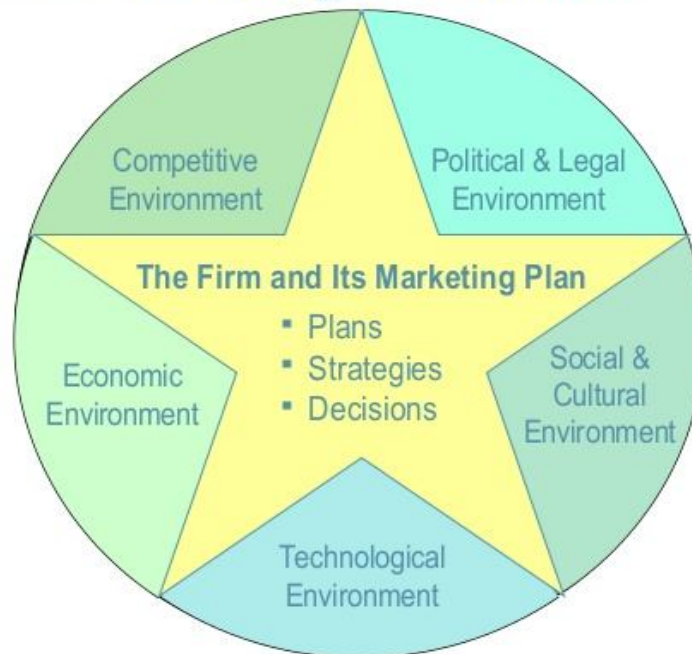 Competitive
Environment
Political & Legal
Environment
The Firm and Its Marketing Plan
▪ Plans
▪ Strategies
▪ Decisions
Economic
Environment
Social &
Cultural
Environment
Technological
Environment